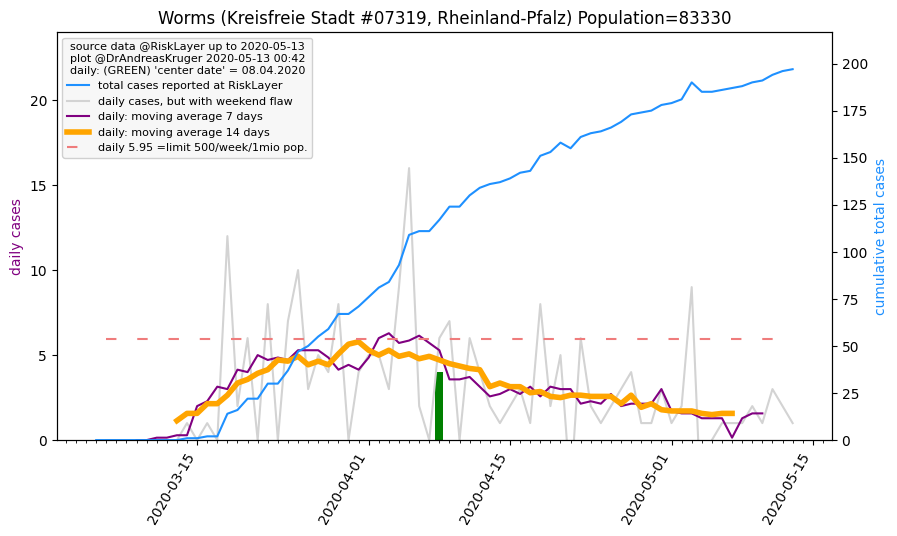 Worms (Kreisfreie Stadt #07319, Rheinland-Pfalz) Population=83330
source data @RiskLayer up to 2020-05-13
plot @DrAndreasKruger 2020-05-13 00:42
daily: (GREEN) 'center date' = 08.04.2020
total cases reported at RiskLayer
daily cases, but with weekend flaw
daily: moving average 7 days
daily: moving average 14 days
daily 5.95 =limit 500/week/1mio pop.
daily cases
20
15
10
5
0
cumulative total cases
200
175
150
125
100
75
50
25
0
2020-03-15
2020-04-01
2020-04-15
2020-05-01
2020-05-15